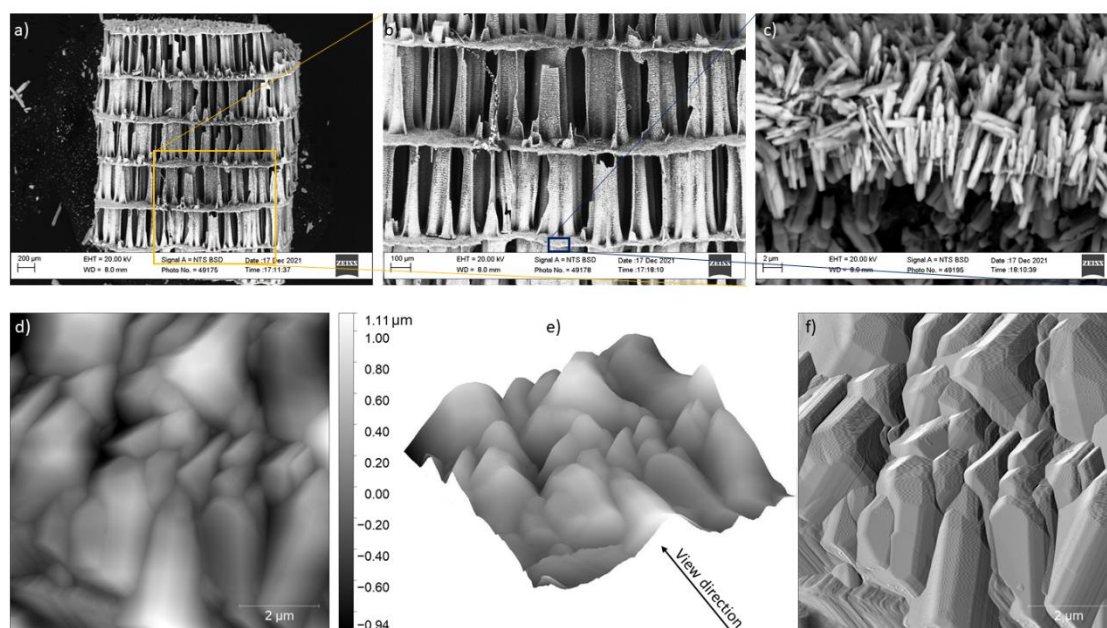 a)
200 µm
EHT = 20.00 kV
WD = 8.0 mm
Signal A = NTS BSD
Photo No. = 49175
Date :17 Dec 2021
Time :17:11:37
ZEISS
b)
100 µm
EHT = 20.00 kV
WD = 8.0 mm
Signal A = NTS BSD
Photo No. = 49178
Date :17 Dec 2021
Time :17:18:10
ZEISS
c)
2 µm
EHT = 20.00 kV
WD = 8.0 mm
Signal A = NTS BSD
Photo No. = 49195
Date :17 Dec 2021
Time :18:10:39
ZEISS
d)
2 µm
1.11 µm
1.00
0.80
0.60
0.40
0.20
0.00
−0.20
−0.40
−0.60
−0.94
e)
View direction
f)
2 µm